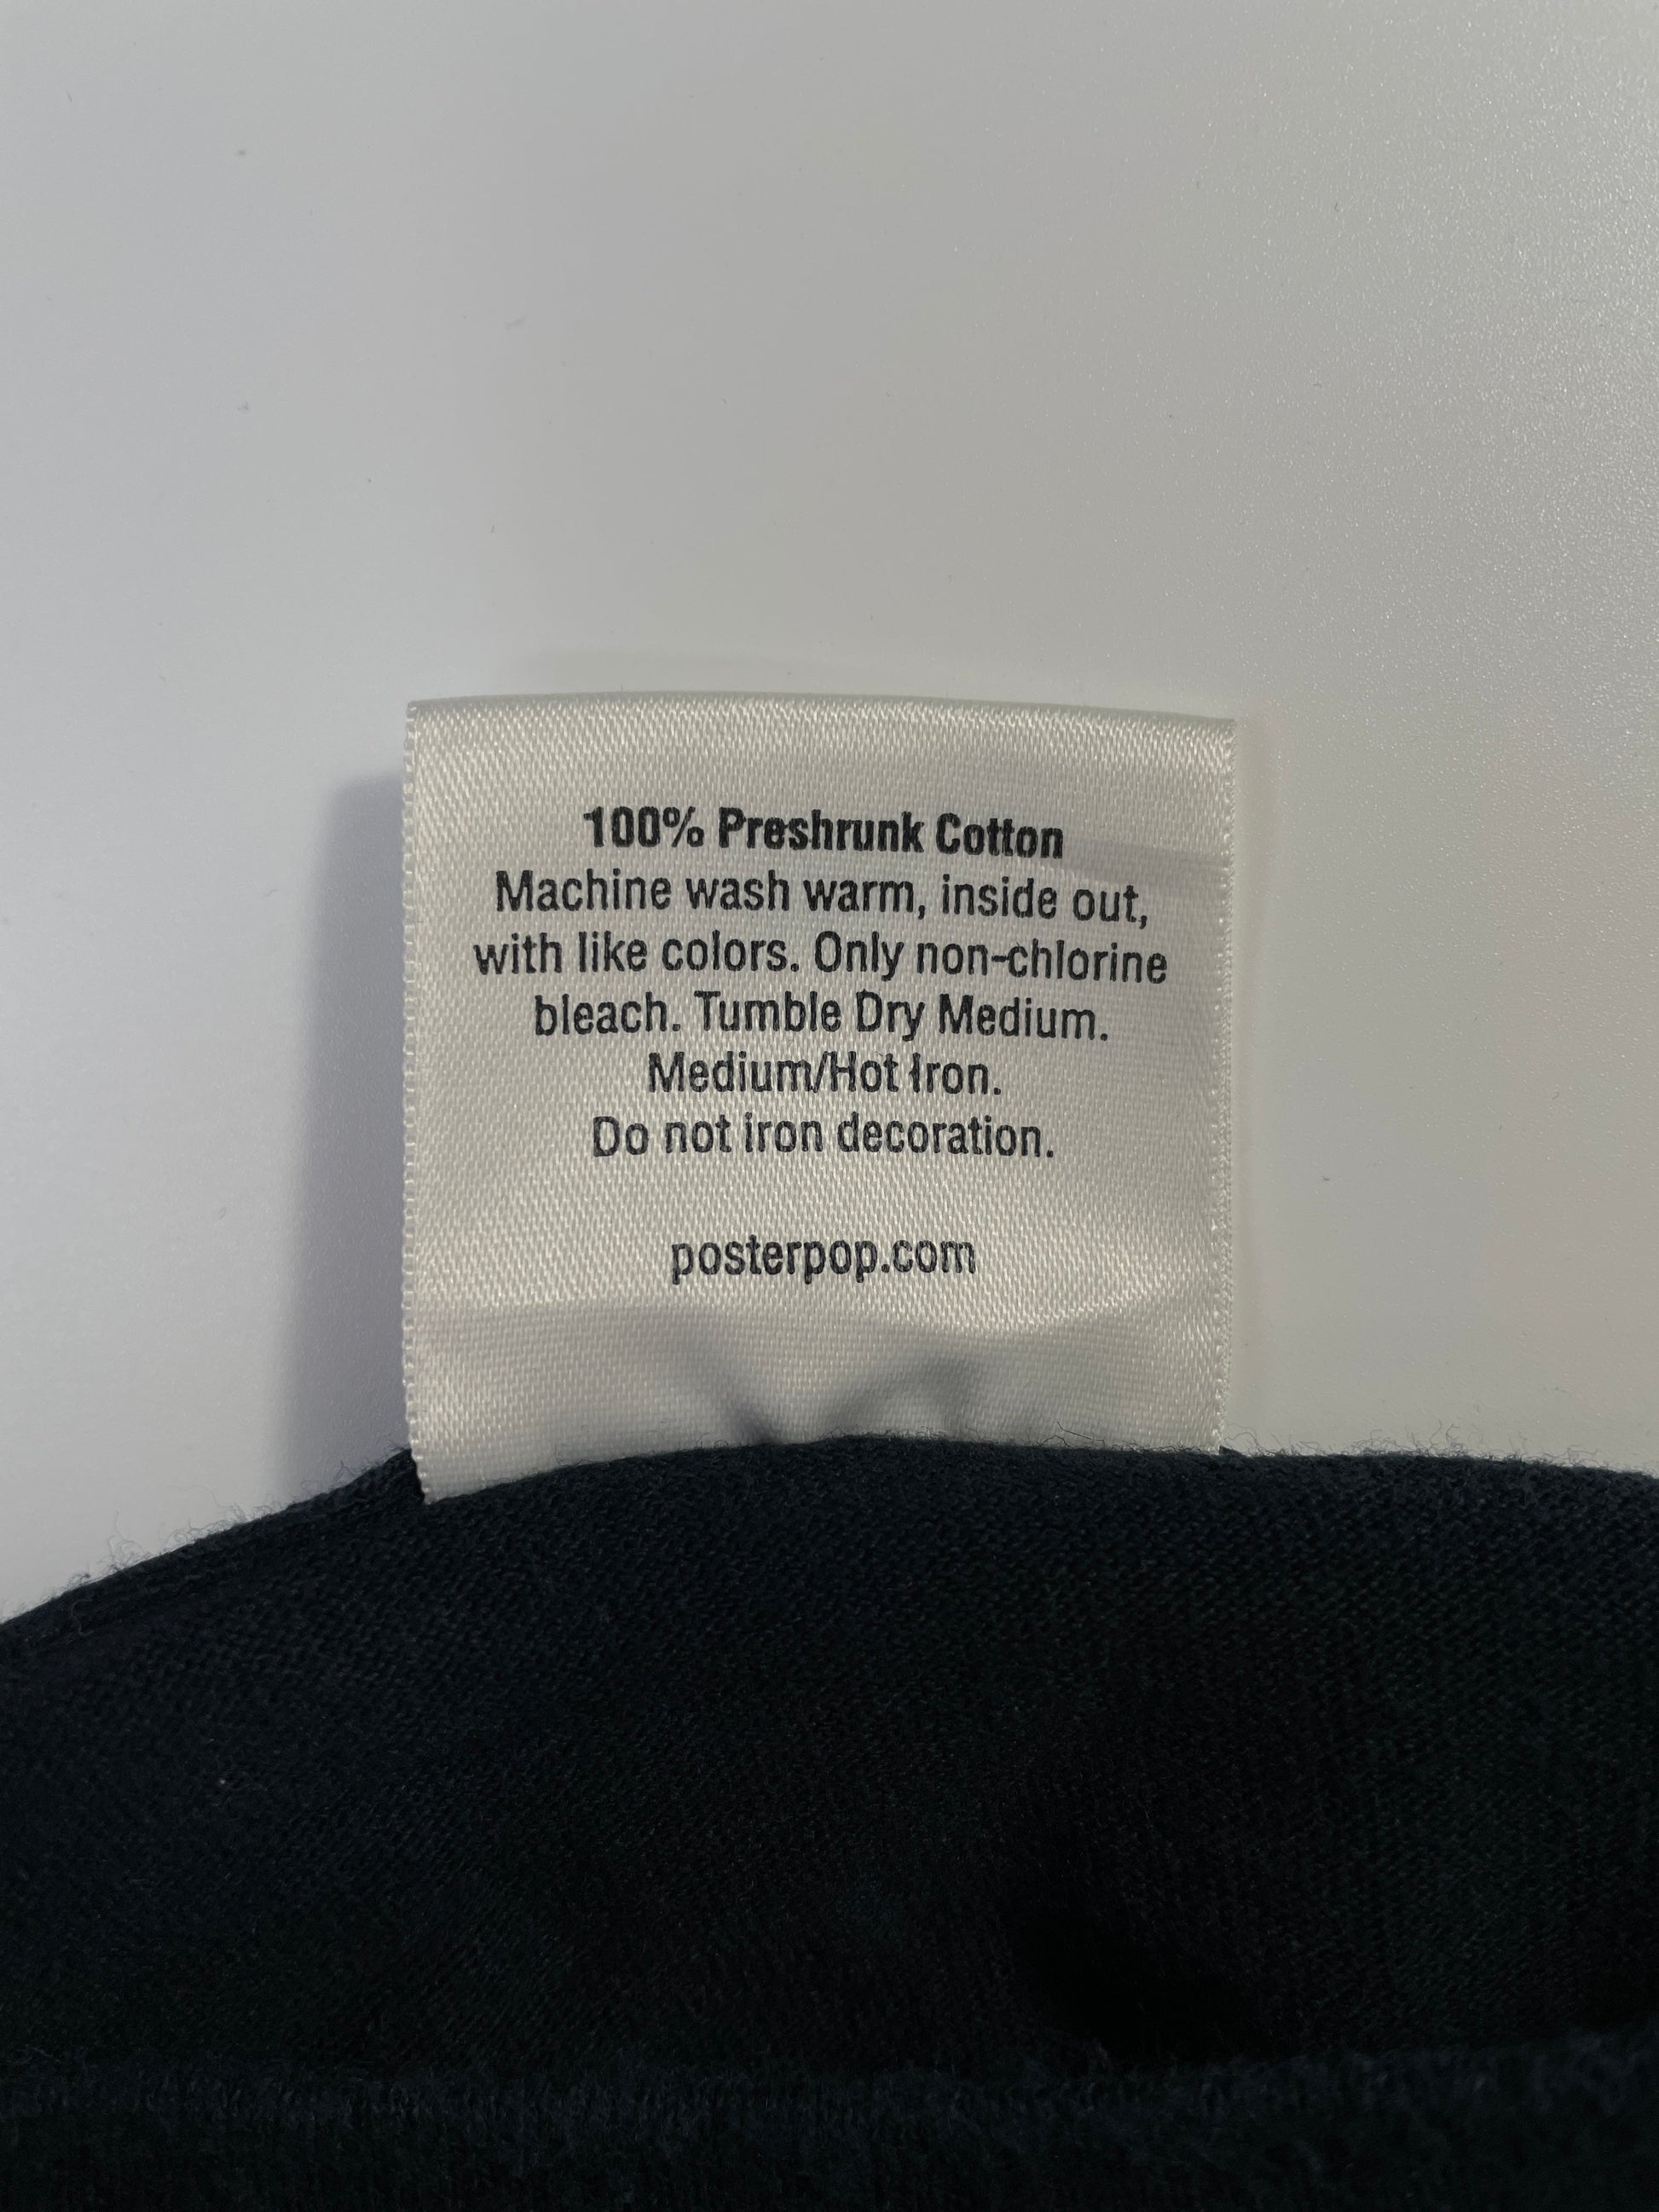 100% Preshrunk Cotton
Machine wash warm, inside out,
with like colors. Only non-chlorine
bleach. Tumble Dry Medium.
Medium/Hot Iron.
Do not iron decoration.
posterpop.com